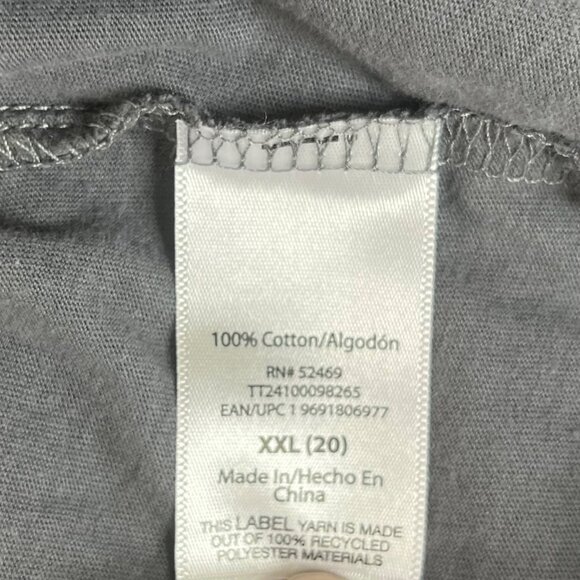 100% Cotton/Algodón
RN# 52469
TT24100098265
EAN/UPC 1 9691806977
XXL (20)
Made In/Hecho En
China
THIS LABEL YARN IS MADE
OUT OF 100% RECYCLED
POLYESTER MATERIALS